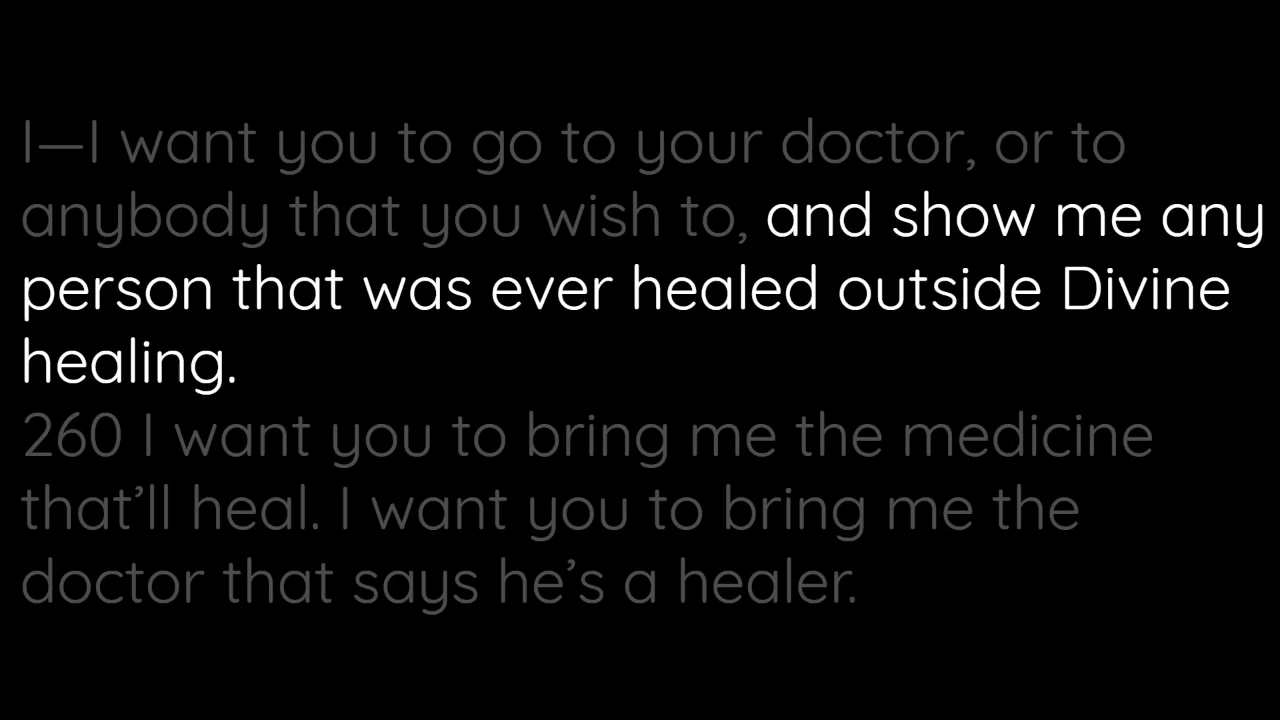 I—I want you to go to your doctor, or to
anybody that you wish to, and show me any
person that was ever healed outside Divine
healing.
260 I want you to bring me the medicine
that’ll heal. I want you to bring me the
doctor that says he’s a healer.